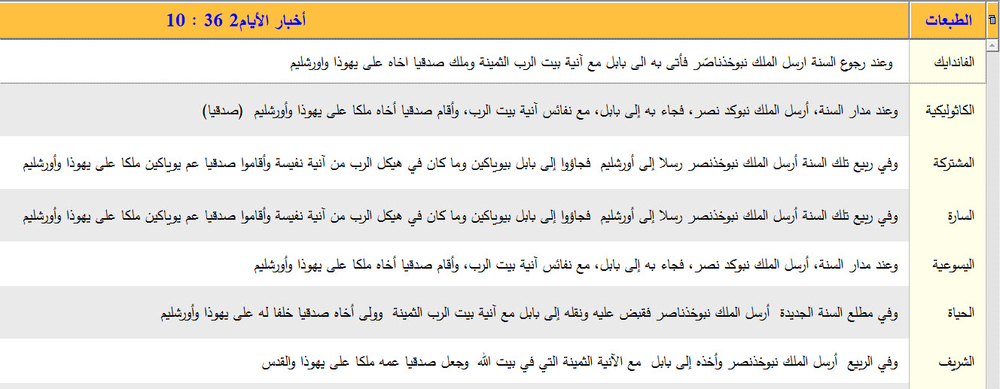 الطبعات أخبار الأيام2 36 : 10
الفاندايك وعند رجوع السنة ارسل الملك نبوخذناصّر فأتى به الى بابل مع آنية بيت الرب الثمينة وملك صدقيا اخاه على يهوذا واورشليم
الكاثوليكية وعند مدار السنة، أرسل الملك نبوكد نصر، فجاء به إلى بابل، مع نفائس آنية بيت الرب، وأقام صدقيا أخاه ملكا على يهوذا وأورشليم (صدقيا)
المشتركة وفي ربيع تلك السنة أرسل الملك نبوخذنصر رسلا إلى أورشليم فجاؤوا إلى بابل بيوياكين وما كان في هيكل الرب من آنية نفيسة وأقاموا صدقيا عم يوياكين ملكا على يهوذا وأورشليم
السارة وفي ربيع تلك السنة أرسل الملك نبوخذنصر رسلا إلى أورشليم فجاؤوا إلى بابل بيوياكين وما كان في هيكل الرب من آنية نفيسة وأقاموا صدقيا عم يوياكين ملكا على يهوذا وأورشليم
اليسوعية وعند مدار السنة، أرسل الملك نبوكد نصر، فجاء به إلى بابل، مع نفائس آنية بيت الرب، وأقام صدقيا أخاه ملكا على يهوذا وأورشليم
الحياة وفي مطلع السنة الجديدة أرسل الملك نبوخذناصر فقبض عليه ونقله إلى بابل مع آنية بيت الرب الثمينة وولى أخاه صدقيا خلفا له على يهوذا وأورشليم
الشريف وفي الربيع أرسل الملك نبوخذنصر وأخذه إلى بابل مع الآنية الثمينة التي في بيت الله وجعل صدقيا عمه ملكا على يهوذا والقدس